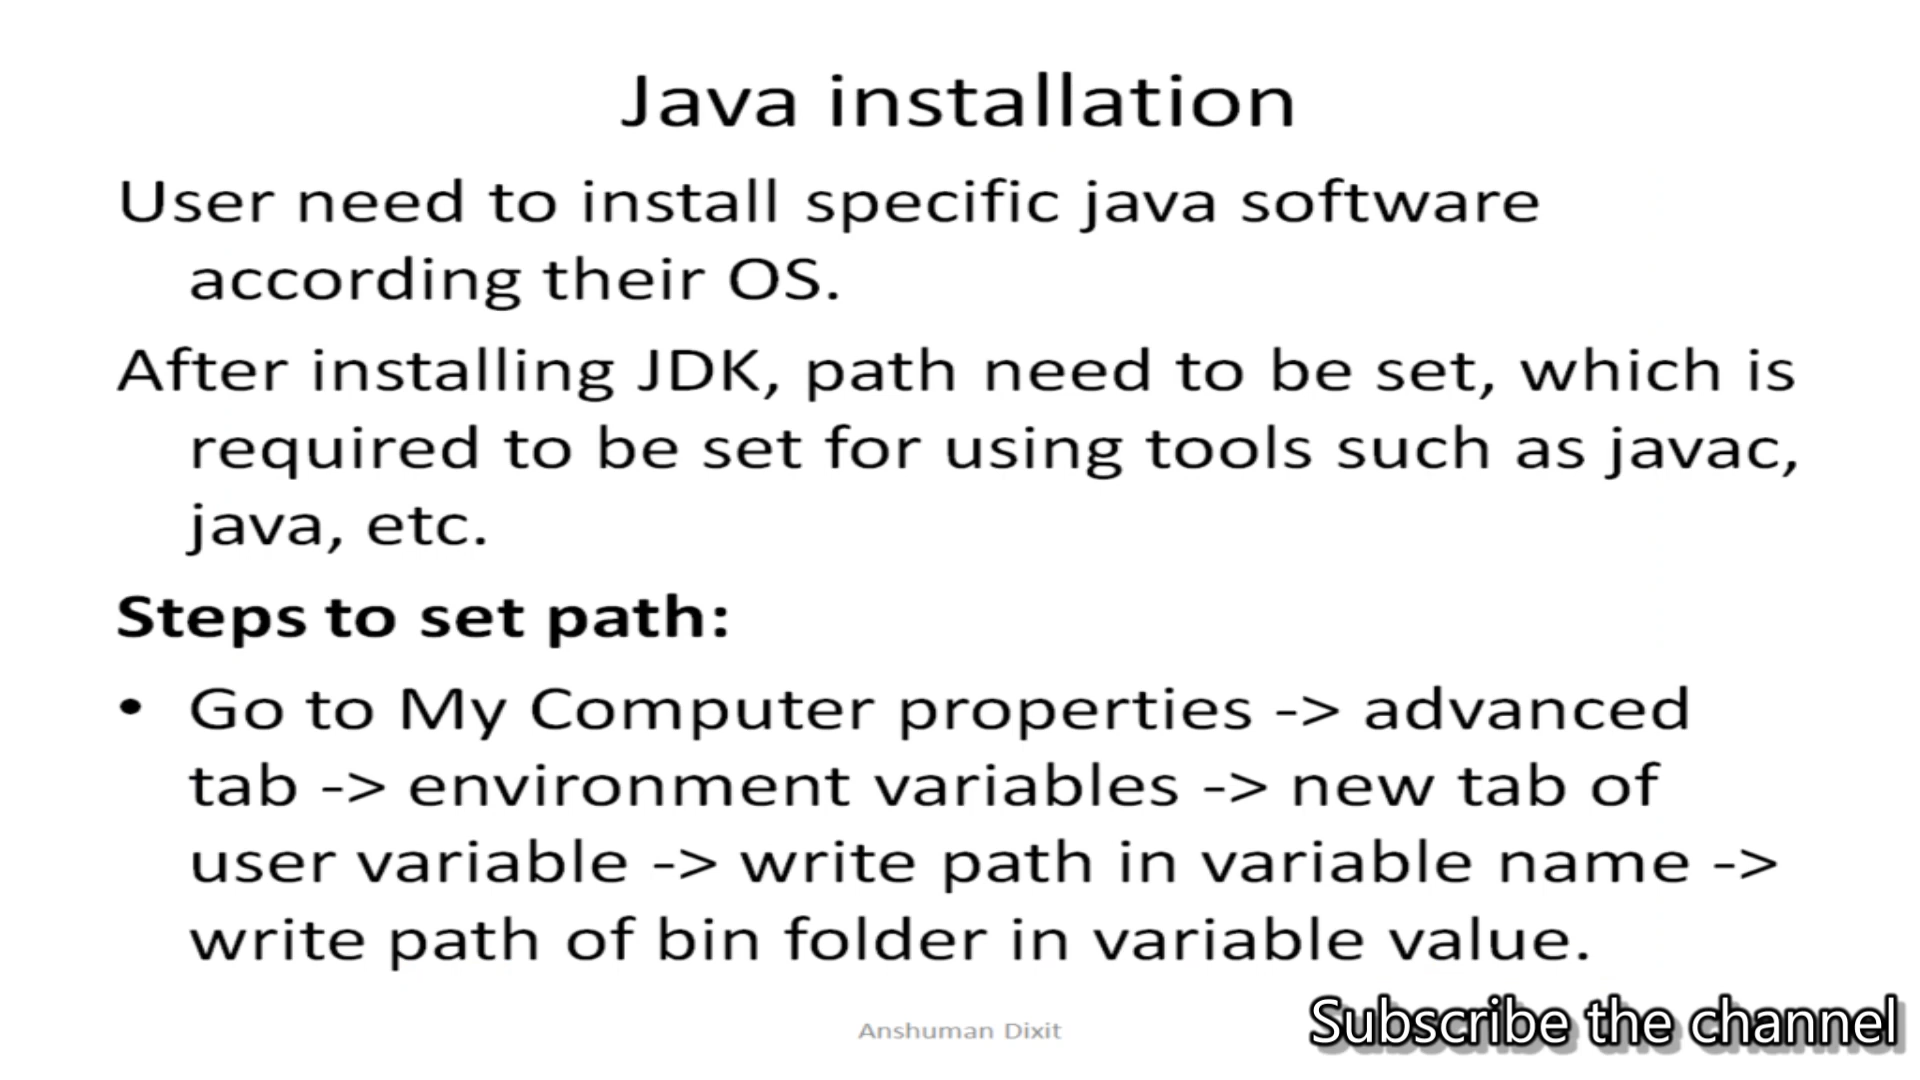 Java installation
User need to install specific java software
according their OS.
After installing JDK, path need to be set, which is
required to be set for using tools such as javac,
java, etc.
Steps to set path:
• Go to My Computer properties -> advanced
tab -> environment variables -> new tab of
user variable -> write path in variable name ->
write path of bin folder in variable value.
Anshuman Dixit
Subscribe the channel